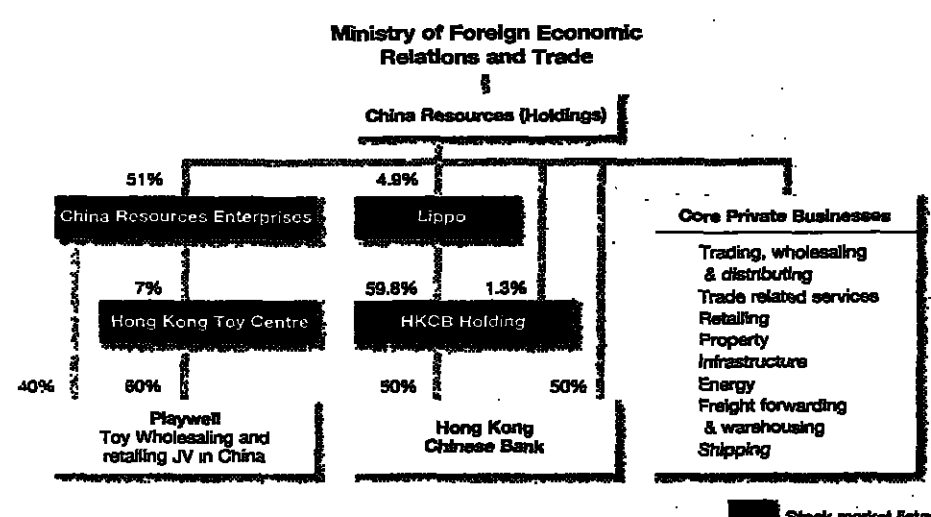 Ministry of Foreign Economic
Relations and Trade
China Resources (Holdings)
51%
4.9%
China Resources Enterprises
Lippo
Core Private Businesses
Trading, wholesaling
& distributing
Trade related services
Retailing
Property
Infrastructure
Energy
Freight forwarding
& warehousing
Shipping
7%
59.8%
1.3%
Hong Kong Toy Centre
HKCB Holding
40%
60%
50%
50%
Playwell
Toy Wholesaling and
retailing JV in China
Hong Kong
Chinese Bank
Stock market